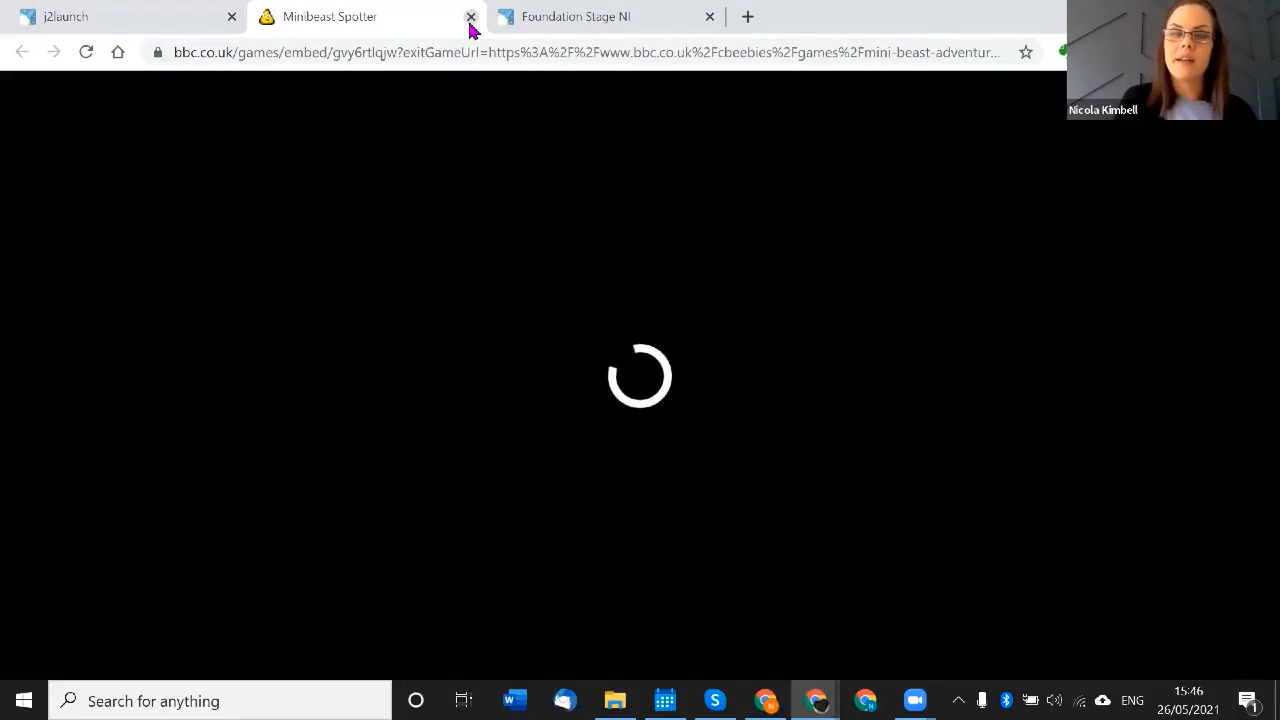 j2launch
Minibeast Spotter
Foundation Stage NI
bbc.co.uk/games/embed/gvy6rtlqjw?exitGameUrl=https%3A%2F%2Fwww.bbc.co.uk%2Fcbeebies%2Fgames%2Fmini-beast-adventur...
Nicola Kimbell
Search for anything
ENG
15:46
26/05/2021